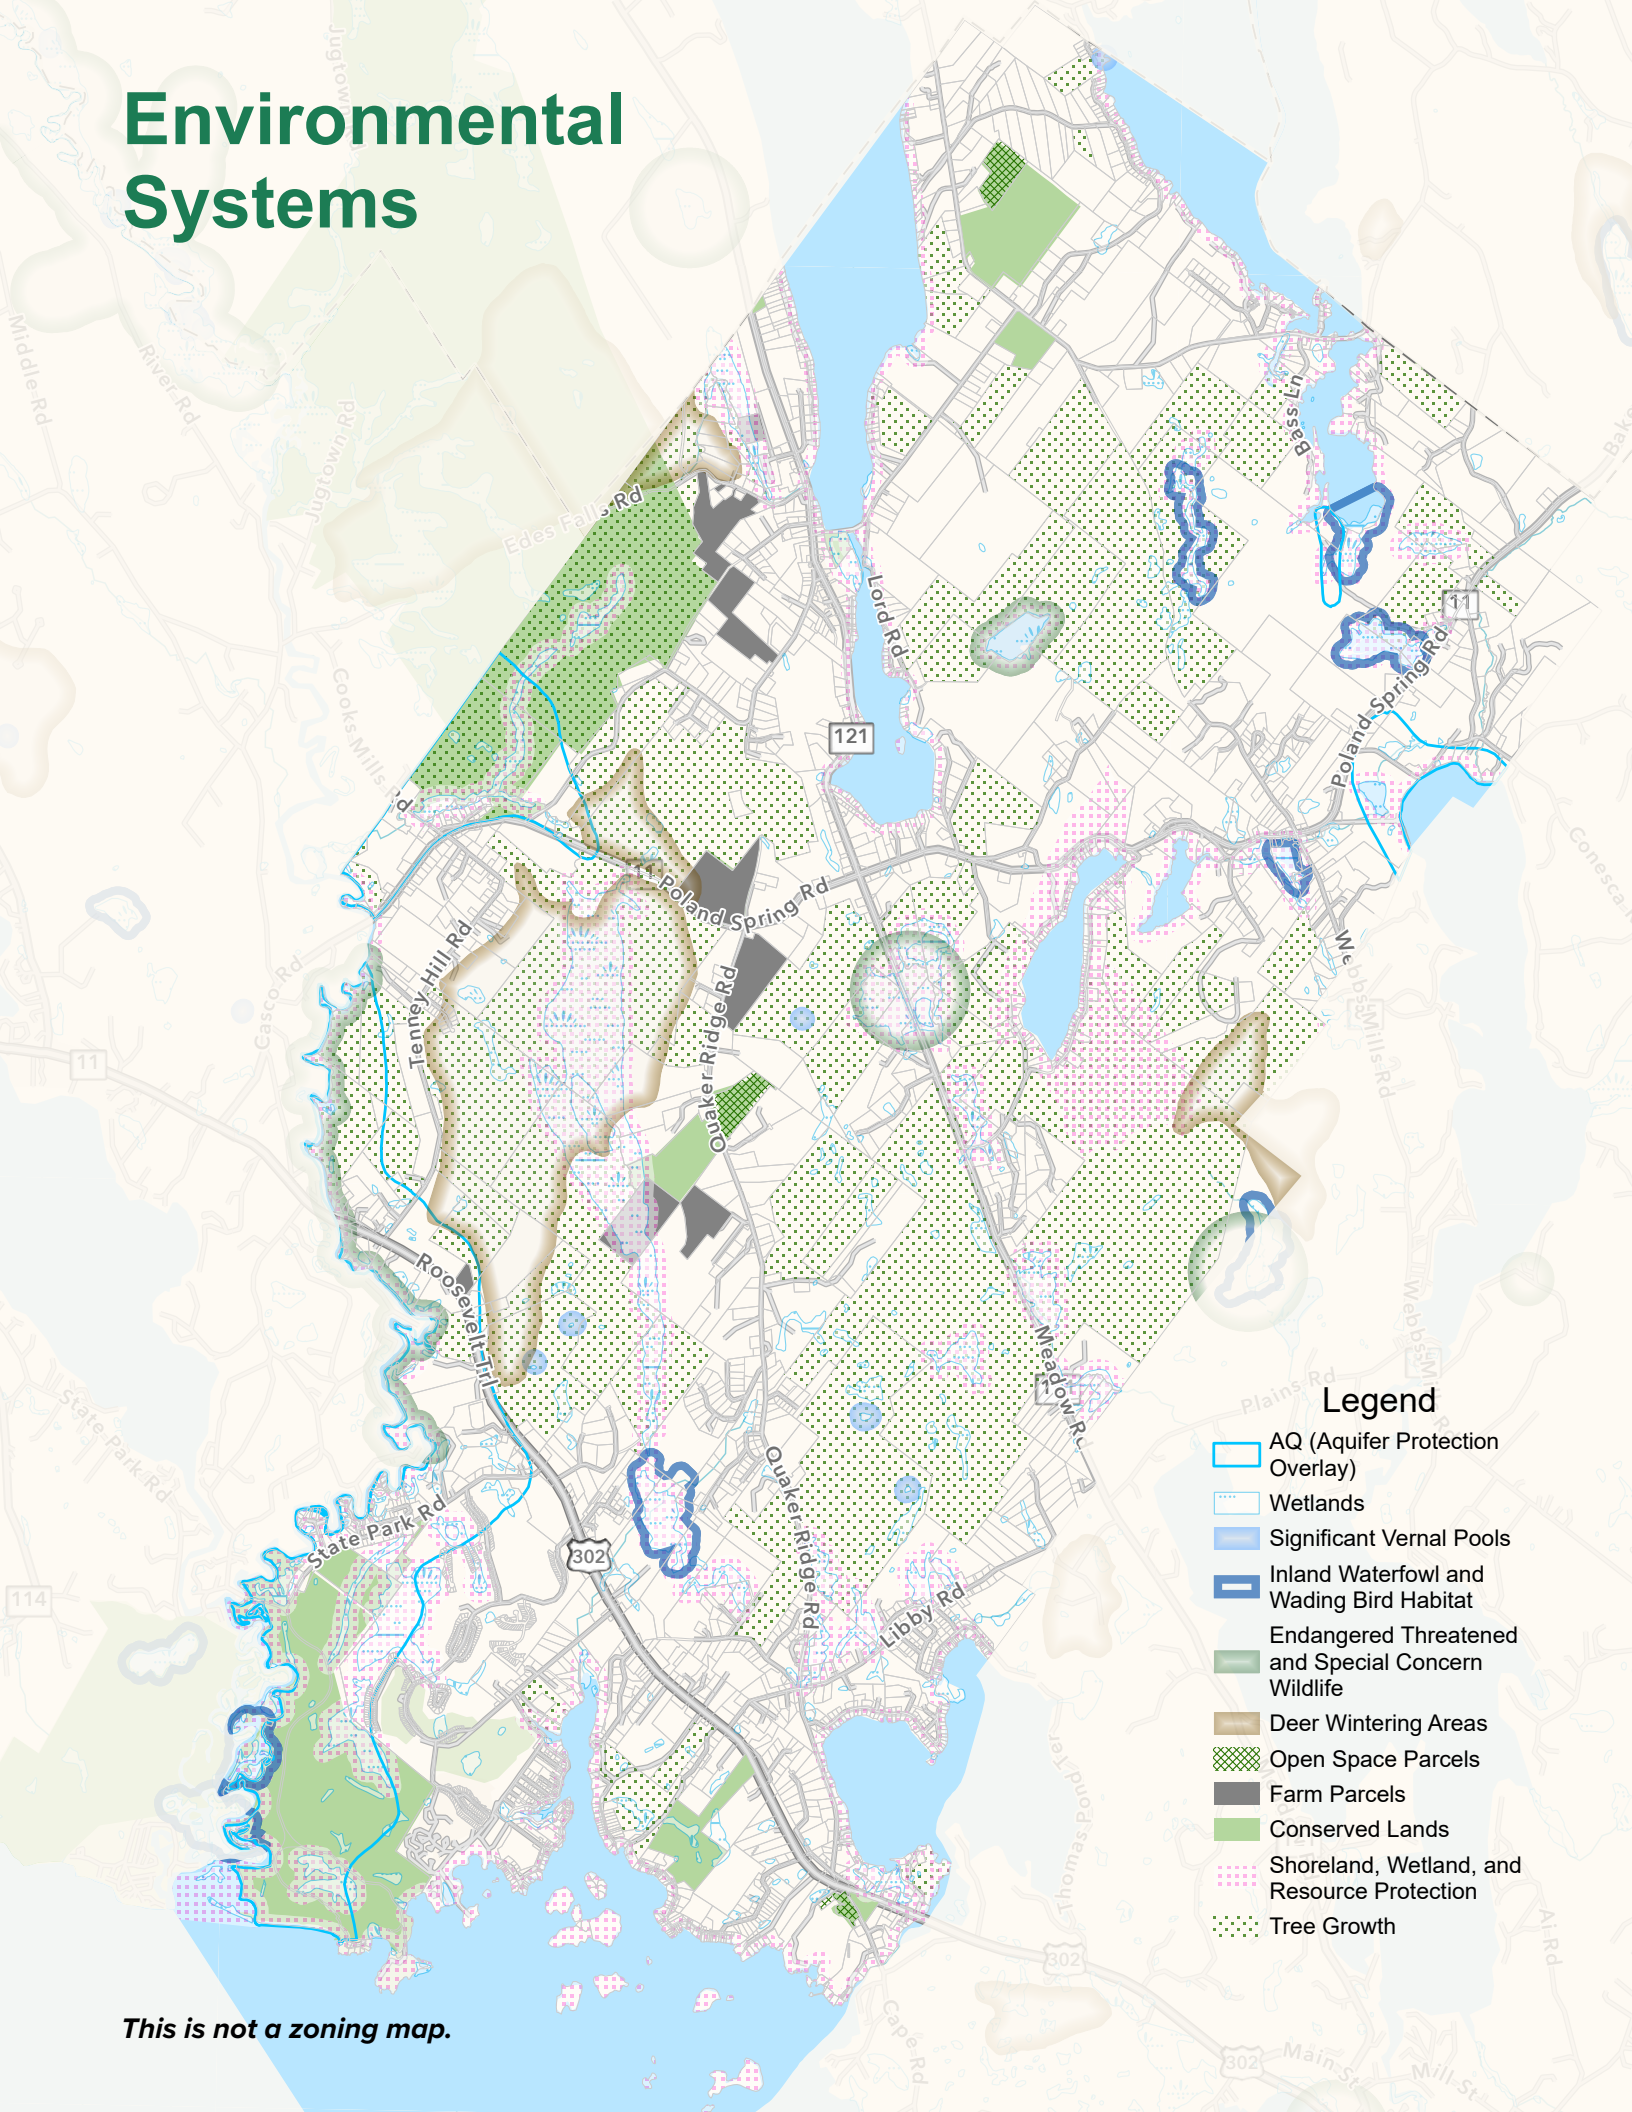 Environmental
Systems
Jugtown Rd
Middle Rd
River Rd
Jugtown Rd
Bass Ln
Edes Falls Rd
11
Lord Rd
Cooks Mills Rd
121
Poland Spring Rd
Poland Spring Rd
Tenney Hill Rd
Casco Rd
11
Quaker Ridge Rd
Webbs Mills Rd
Roosevelt Trl
Meadow Rd
Plains Rd
State Park Rd
Quaker Ridge Rd
State Park Rd
302
114
Libby Rd
Thomas Pond Ter
302
Cape Rd
302
Main St
Mill St
Legend
AQ (Aquifer Protection
Overlay)
Wetlands
Significant Vernal Pools
Inland Waterfowl and
Wading Bird Habitat
Endangered Threatened
and Special Concern
Wildlife
Deer Wintering Areas
Open Space Parcels
Farm Parcels
Conserved Lands
Shoreland, Wetland, and
Resource Protection
Tree Growth
This is not a zoning map.